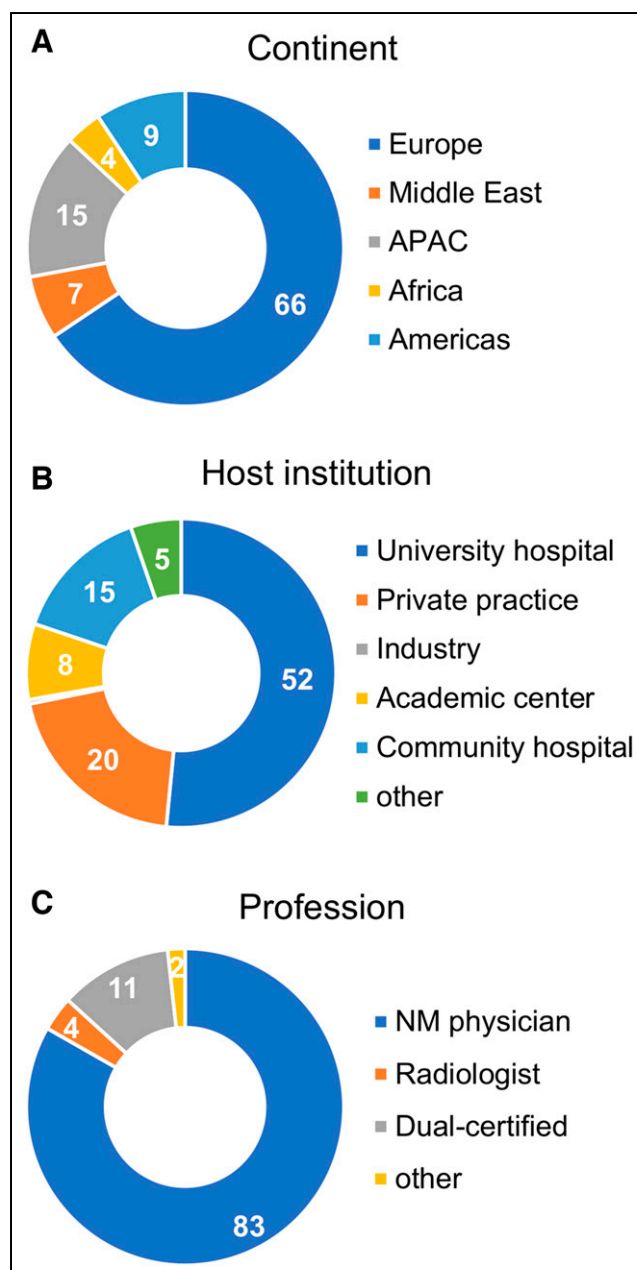 A
Continent
9
4
15
7
66
Europe
Middle East
APAC
Africa
Americas
B
Host institution
5
15
8
20
52
University hospital
Private practice
Industry
Academic center
Community hospital
other
C
Profession
2
11
4
83
NM physician
Radiologist
Dual-certified
other